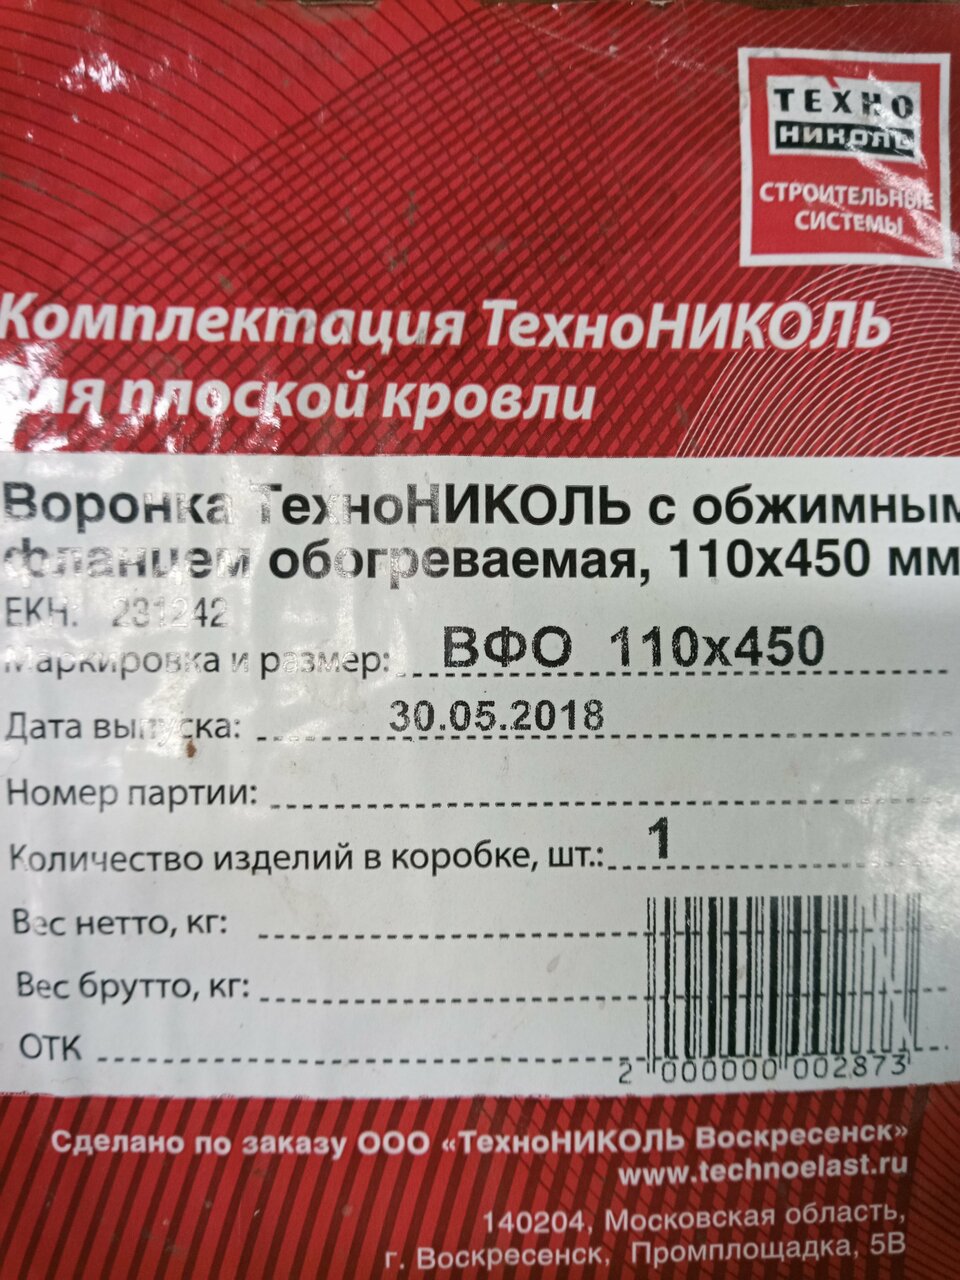 ТЕХНО
НИКОЛЬ
СТРОИТЕЛЬНЫЕ
СИСТЕМЫ
Комплектация ТехноНИКОЛЬ
для плоской кровли
Воронка ТехноНИКОЛЬ с обжимным
фланцем обогреваемая, 110х450 мм
ЕКН: 231242
Маркировка и размер: ВФО 110х450
Дата выпуска: 30.05.2018
Номер партии:
Количество изделий в коробке, шт.: 1
Вес нетто, кг:
Вес брутто, кг:
ОТК
2 000000 002873
Сделано по заказу ООО «ТехноНИКОЛЬ Воскресенск»
www.technoelast.ru
140204, Московская область,
г. Воскресенск, Промплощадка, 5В